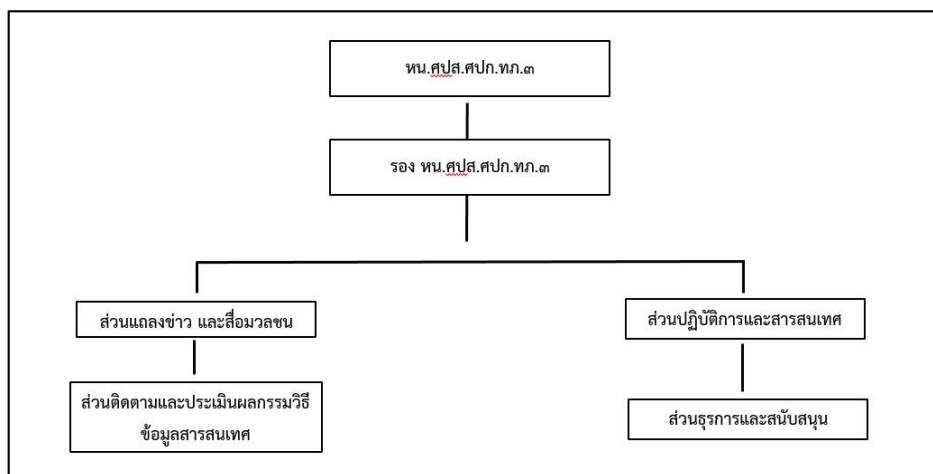 หน.ศปส.ศปก.ทภ.๓
รอง หน.ศปส.ศปก.ทภ.๓
ส่วนแถลงข่าว และสื่อมวลชน
ส่วนปฏิบัติการและสารสนเทศ
ส่วนติดตามและประเมินผลกรรมวิธี
ข้อมูลสารสนเทศ
ส่วนธุรการและสนับสนุน